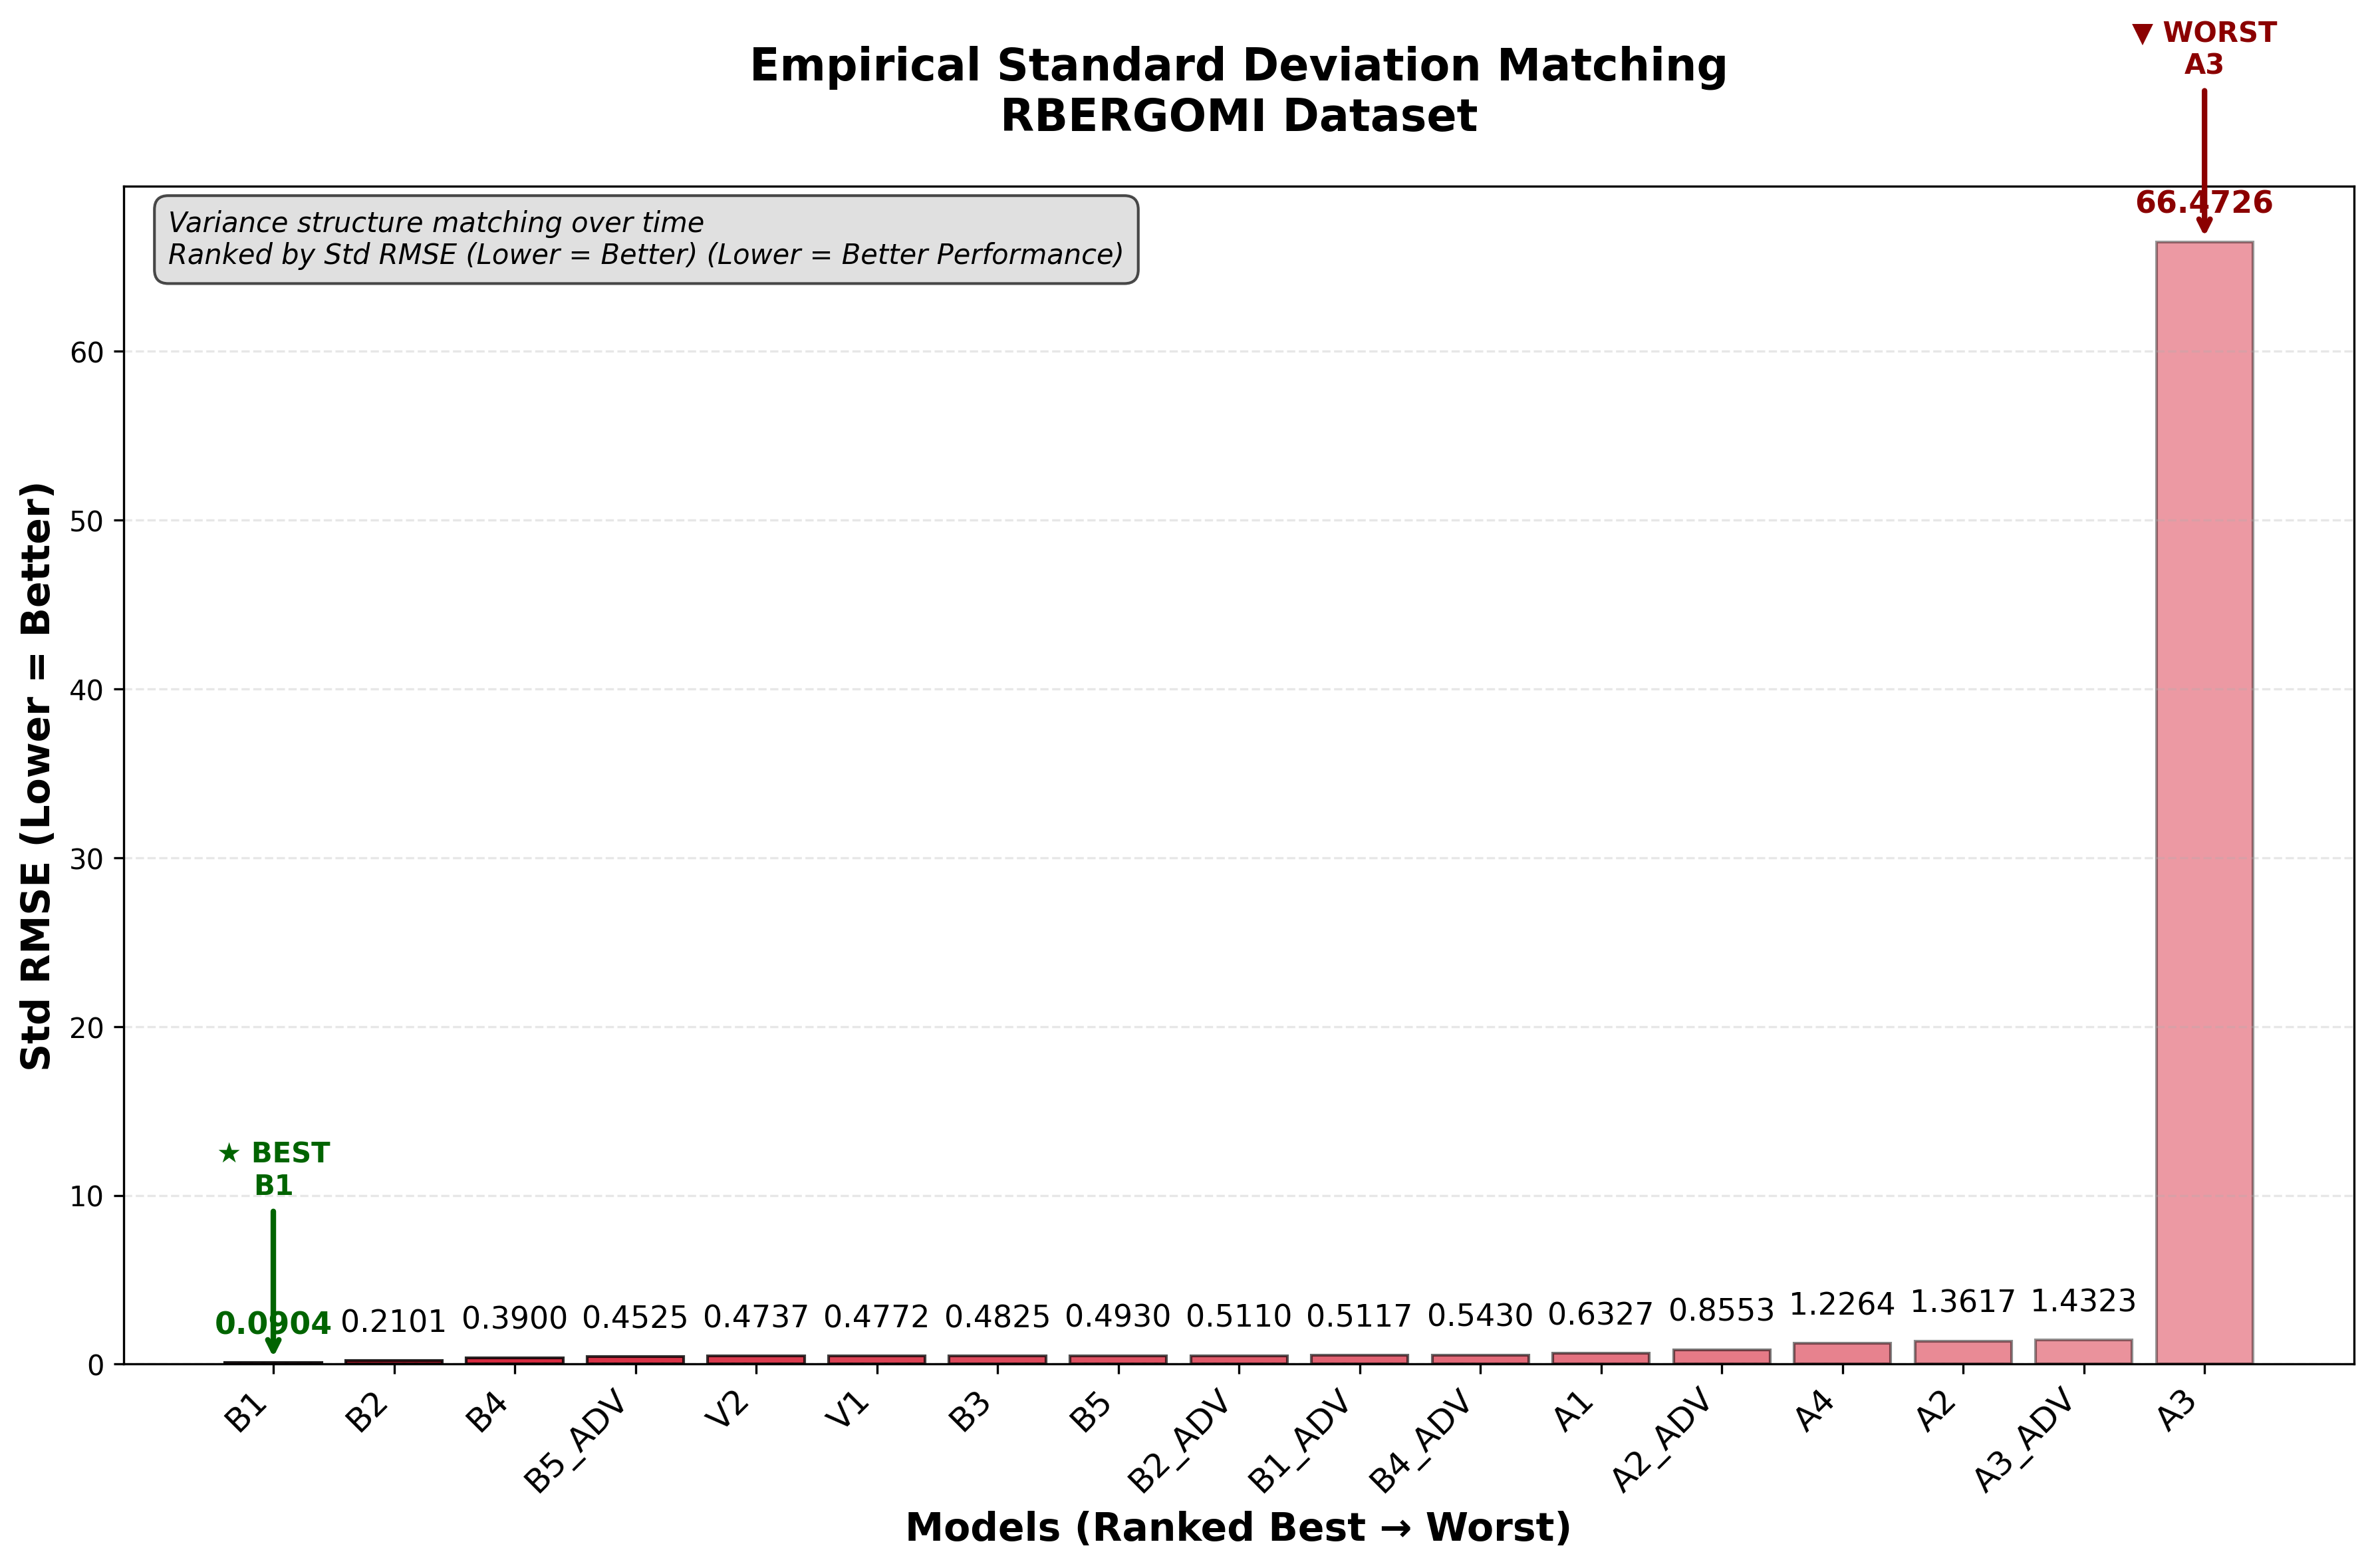 ▼ WORST
A3
Empirical Standard Deviation Matching
RBERGOMI Dataset
Variance structure matching over time
Ranked by Std RMSE (Lower = Better) (Lower = Better Performance)
66.4726
Std RMSE (Lower = Better)
60
50
40
30
20
10
0
★ BEST
B1
0.0904 0.2101 0.3900 0.4525 0.4737 0.4772 0.4825 0.4930 0.5110 0.5117 0.5430 0.6327 0.8553 1.2264 1.3617 1.4323
B1 B2 B4 B5_ADV V2 V1 B3 B5 B2_ADV B1_ADV B4_ADV A1 A2_ADV A4 A2 A3_ADV A3
Models (Ranked Best → Worst)